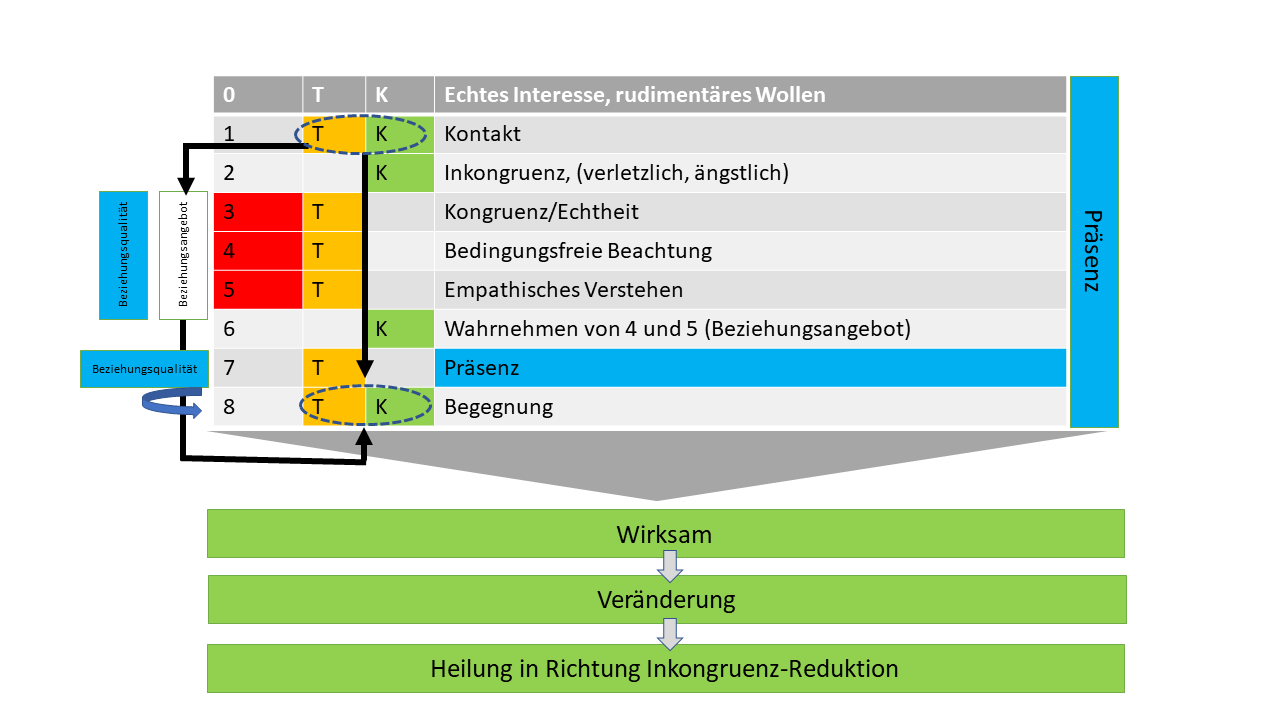 0 T K Echtes Interesse, rudimentäres Wollen
1 T K Kontakt
2 K Inkongruenz, (verletzlich, ängstlich)
3 T Kongruenz/Echtheit
4 T Bedingungsfreie Beachtung
5 T Empathisches Verstehen
6 K Wahrnehmen von 4 und 5 (Beziehungsangebot)
7 T Präsenz
8 T K Begegnung
Beziehungsqualität
Beziehungsangebot
Beziehungsqualität
Präsenz
Wirksam
Veränderung
Heilung in Richtung Inkongruenz-Reduktion